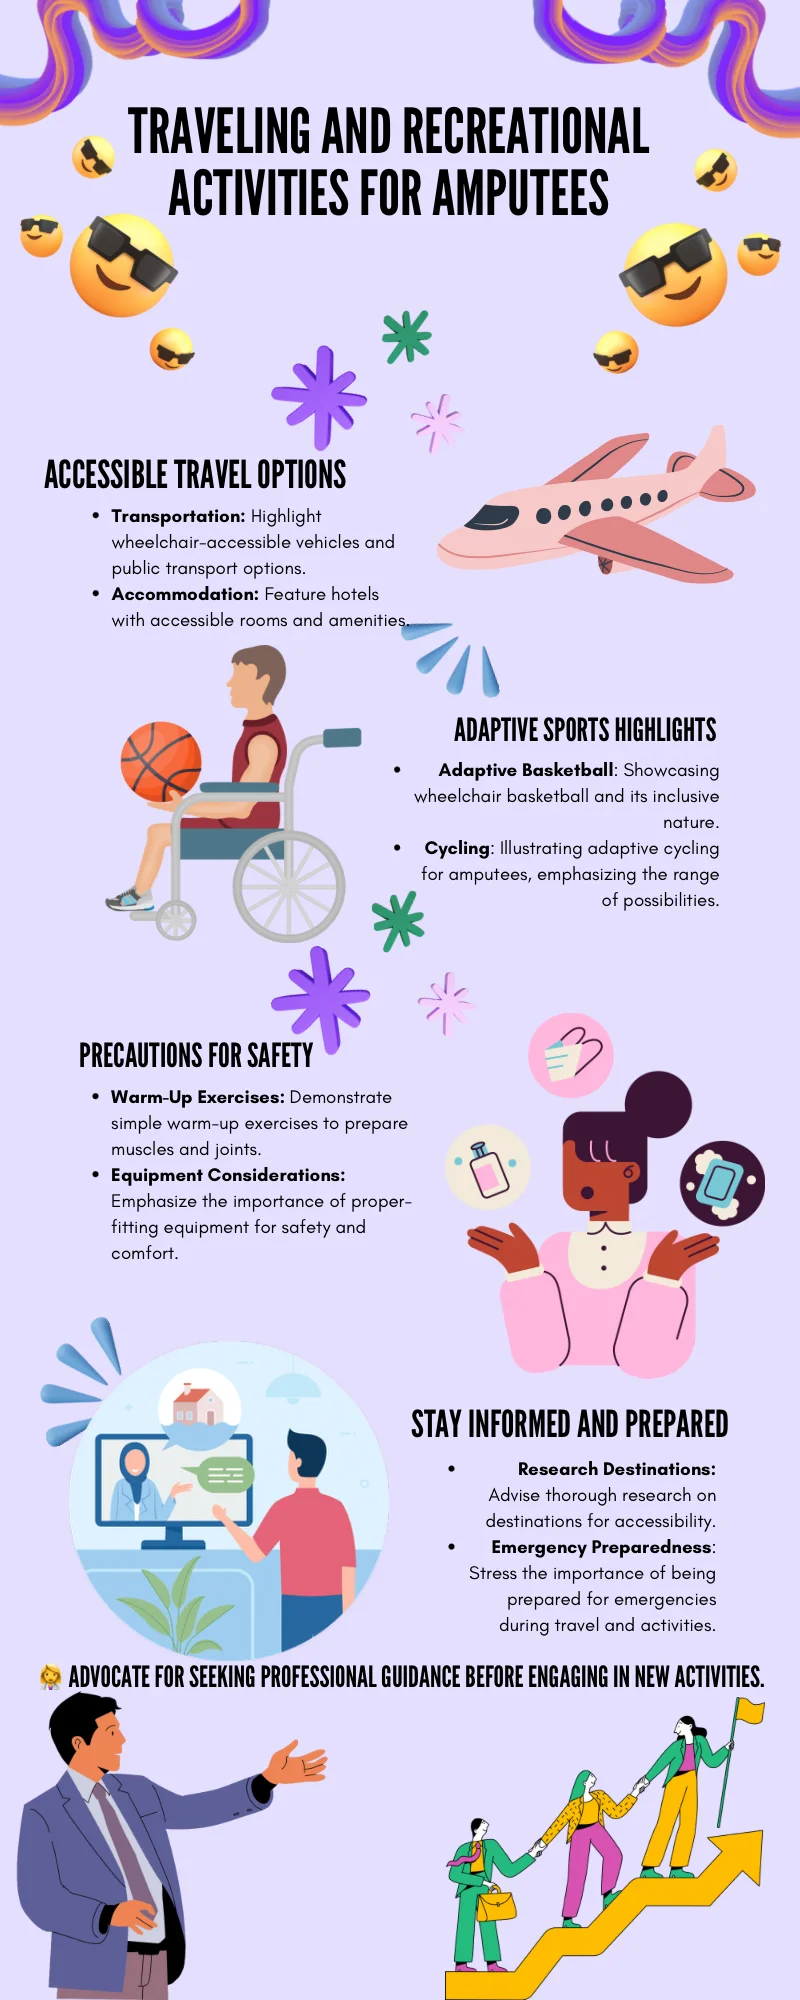 TRAVELING AND RECREATIONAL
ACTIVITIES FOR AMPUTEES
ACCESSIBLE TRAVEL OPTIONS
• Transportation: Highlight
wheelchair-accessible vehicles and
public transport options.
• Accommodation: Feature hotels
with accessible rooms and amenities.
ADAPTIVE SPORTS HIGHLIGHTS
• Adaptive Basketball: Showcasing
wheelchair basketball and its inclusive
nature.
• Cycling: Illustrating adaptive cycling
for amputees, emphasizing the range
of possibilities.
PRECAUTIONS FOR SAFETY
• Warm-Up Exercises: Demonstrate
simple warm-up exercises to prepare
muscles and joints.
• Equipment Considerations:
Emphasize the importance of proper-
fitting equipment for safety and
comfort.
STAY INFORMED AND PREPARED
• Research Destinations:
Advise thorough research on
destinations for accessibility.
• Emergency Preparedness:
Stress the importance of being
prepared for emergencies
during travel and activities.
👩‍⚕️ ADVOCATE FOR SEEKING PROFESSIONAL GUIDANCE BEFORE ENGAGING IN NEW ACTIVITIES.